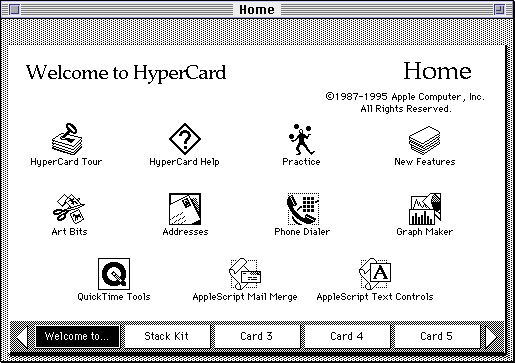 Home
Welcome to HyperCard
Home
©1987-1995 Apple Computer, Inc.
All Rights Reserved.
HyperCard Tour
HyperCard Help
Practice
New Features
Art Bits
Addresses
Phone Dialer
Graph Maker
QuickTime Tools
AppleScript Mail Merge
AppleScript Text Controls
Welcome to...
Stack Kit
Card 3
Card 4
Card 5